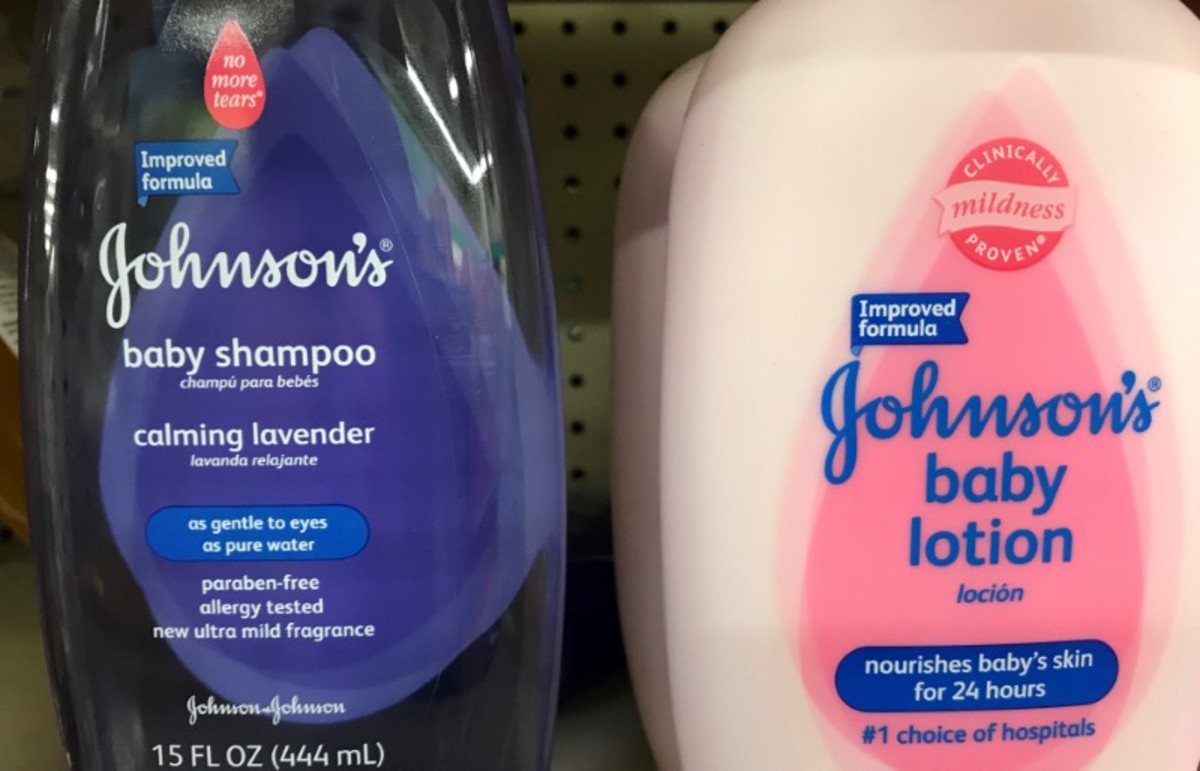 no
more
tears®
Improved
formula
Johnson's®
baby shampoo
champú para bebés
calming lavender
lavanda relajante
as gentle to eyes
as pure water
paraben-free
allergy tested
new ultra mild fragrance
Johnson & Johnson
15 FL OZ (444 mL)
CLINICALLY
mildness
PROVEN®
Improved
formula
Johnson's®
baby
lotion
loción
nourishes baby's skin
for 24 hours
#1 choice of hospitals